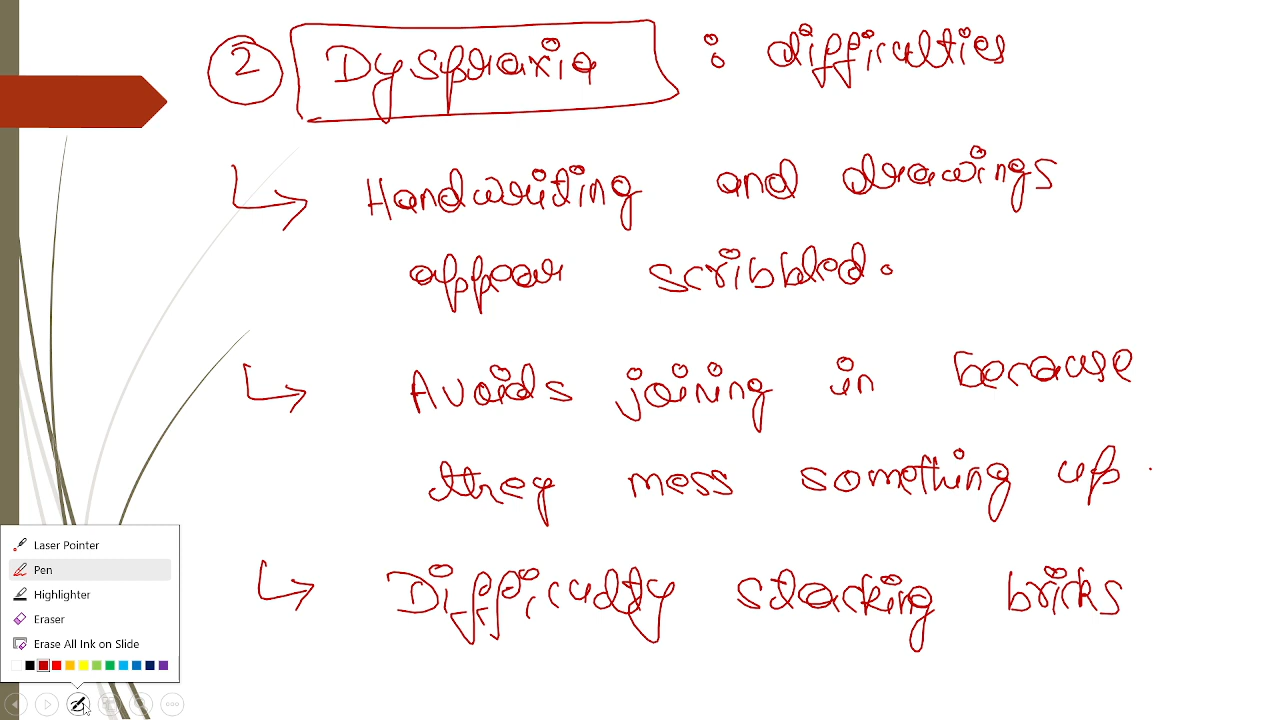 2 Dyspraxia : difficulties
↳ Handwriting and drawings
appear scribbled.
↳ Avoids joining in because
they mess something up.
↳ Difficulty stacking bricks
Laser Pointer
Pen
Highlighter
Eraser
Erase All Ink on Slide